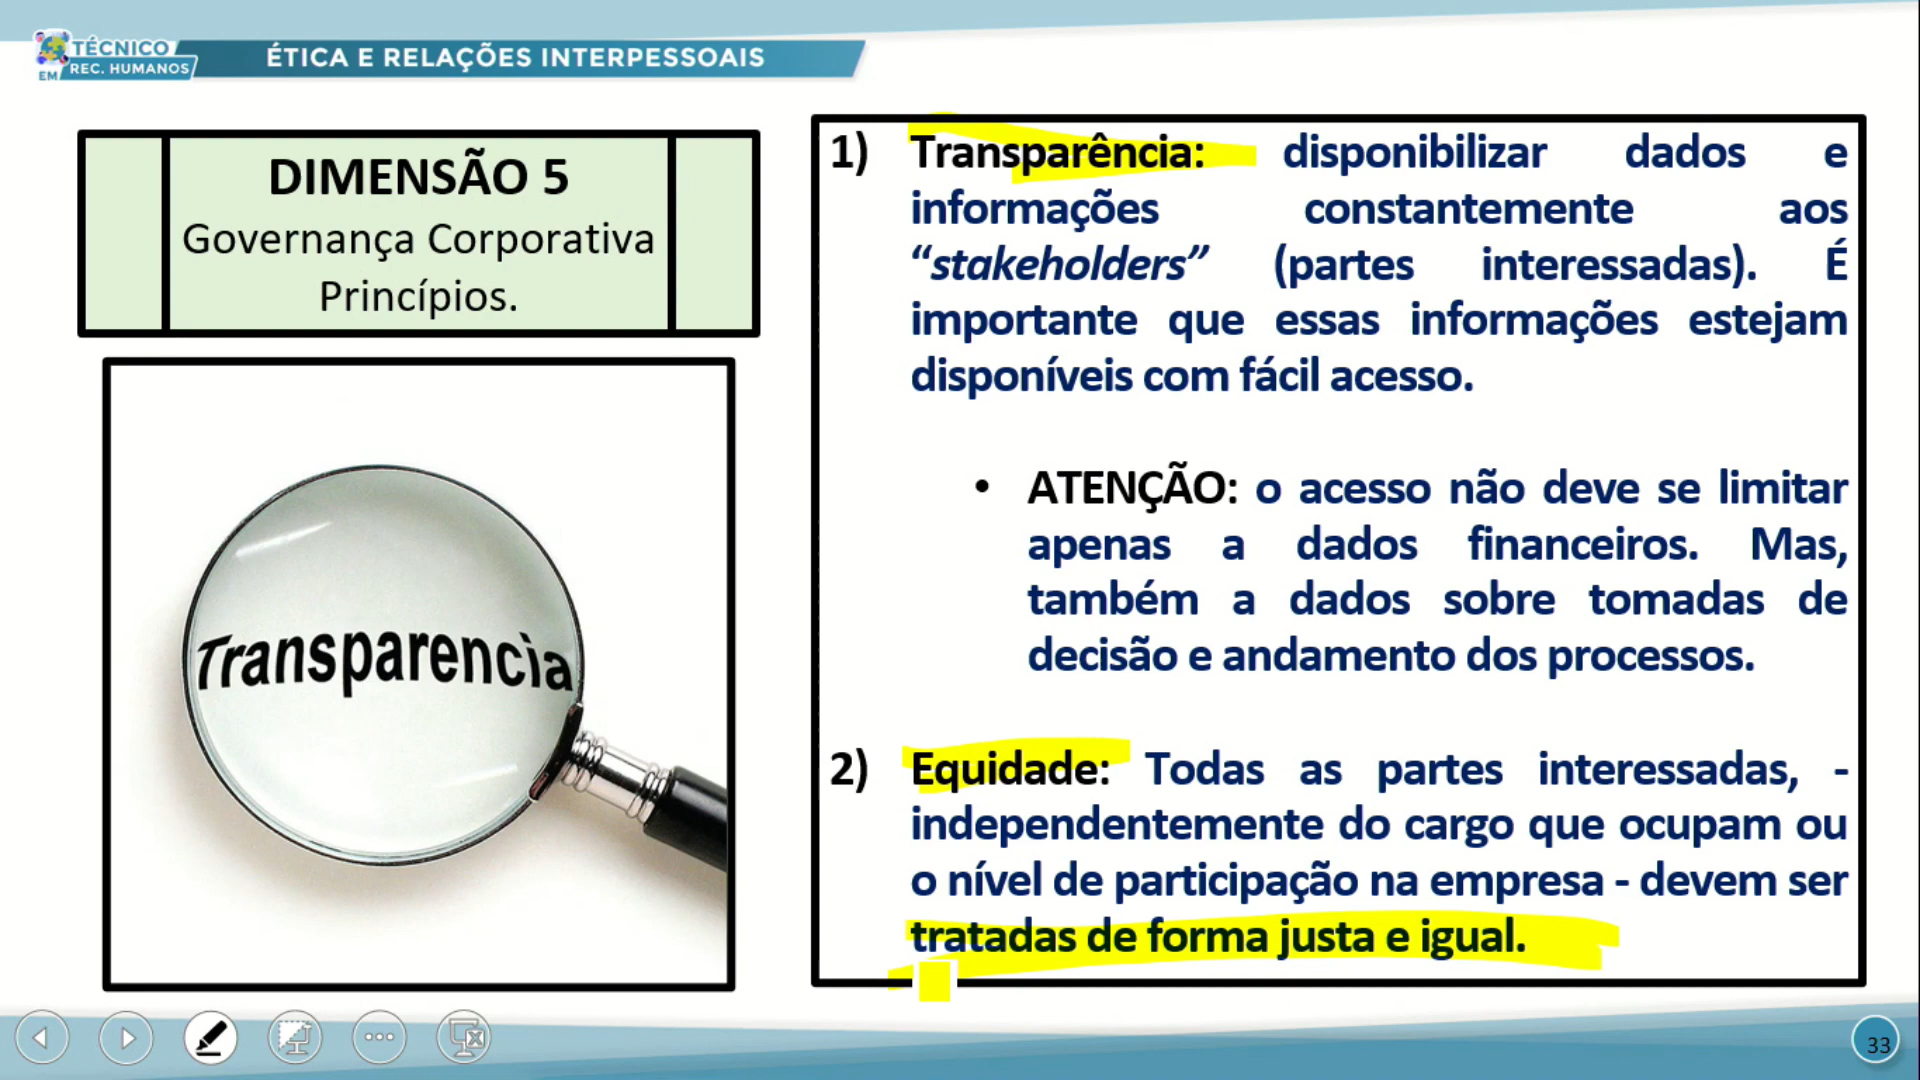 TÉCNICO
EM REC. HUMANOS
ÉTICA E RELAÇÕES INTERPESSOAIS
DIMENSÃO 5
Governança Corporativa
Princípios.
Transparencia
1) Transparência: disponibilizar dados e
informações constantemente aos
“stakeholders” (partes interessadas). É
importante que essas informações estejam
disponíveis com fácil acesso.
• ATENÇÃO: o acesso não deve se limitar
apenas a dados financeiros. Mas,
também a dados sobre tomadas de
decisão e andamento dos processos.
2) Equidade: Todas as partes interessadas, -
independentemente do cargo que ocupam ou
o nível de participação na empresa - devem ser
tratadas de forma justa e igual.
33